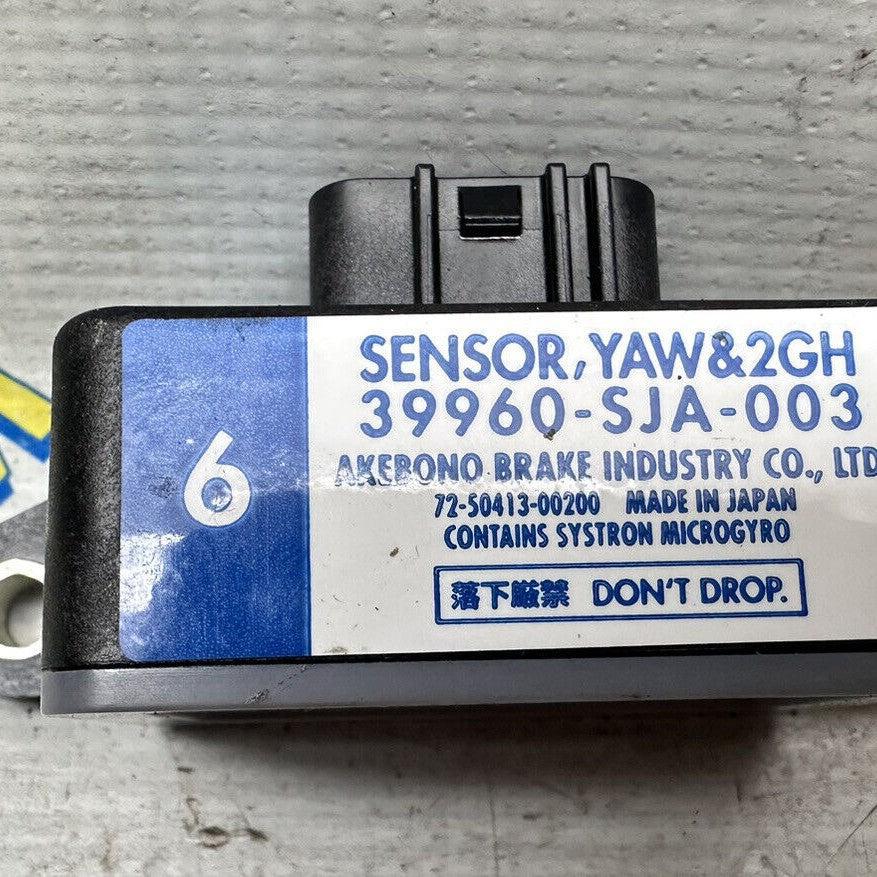 6
SENSOR, YAW&2GH
39960-SJA-003
AKEBONO BRAKE INDUSTRY CO., LTD
72-50413-00200 MADE IN JAPAN
CONTAINS SYSTRON MICROGYRO
落下厳禁 DON'T DROP.